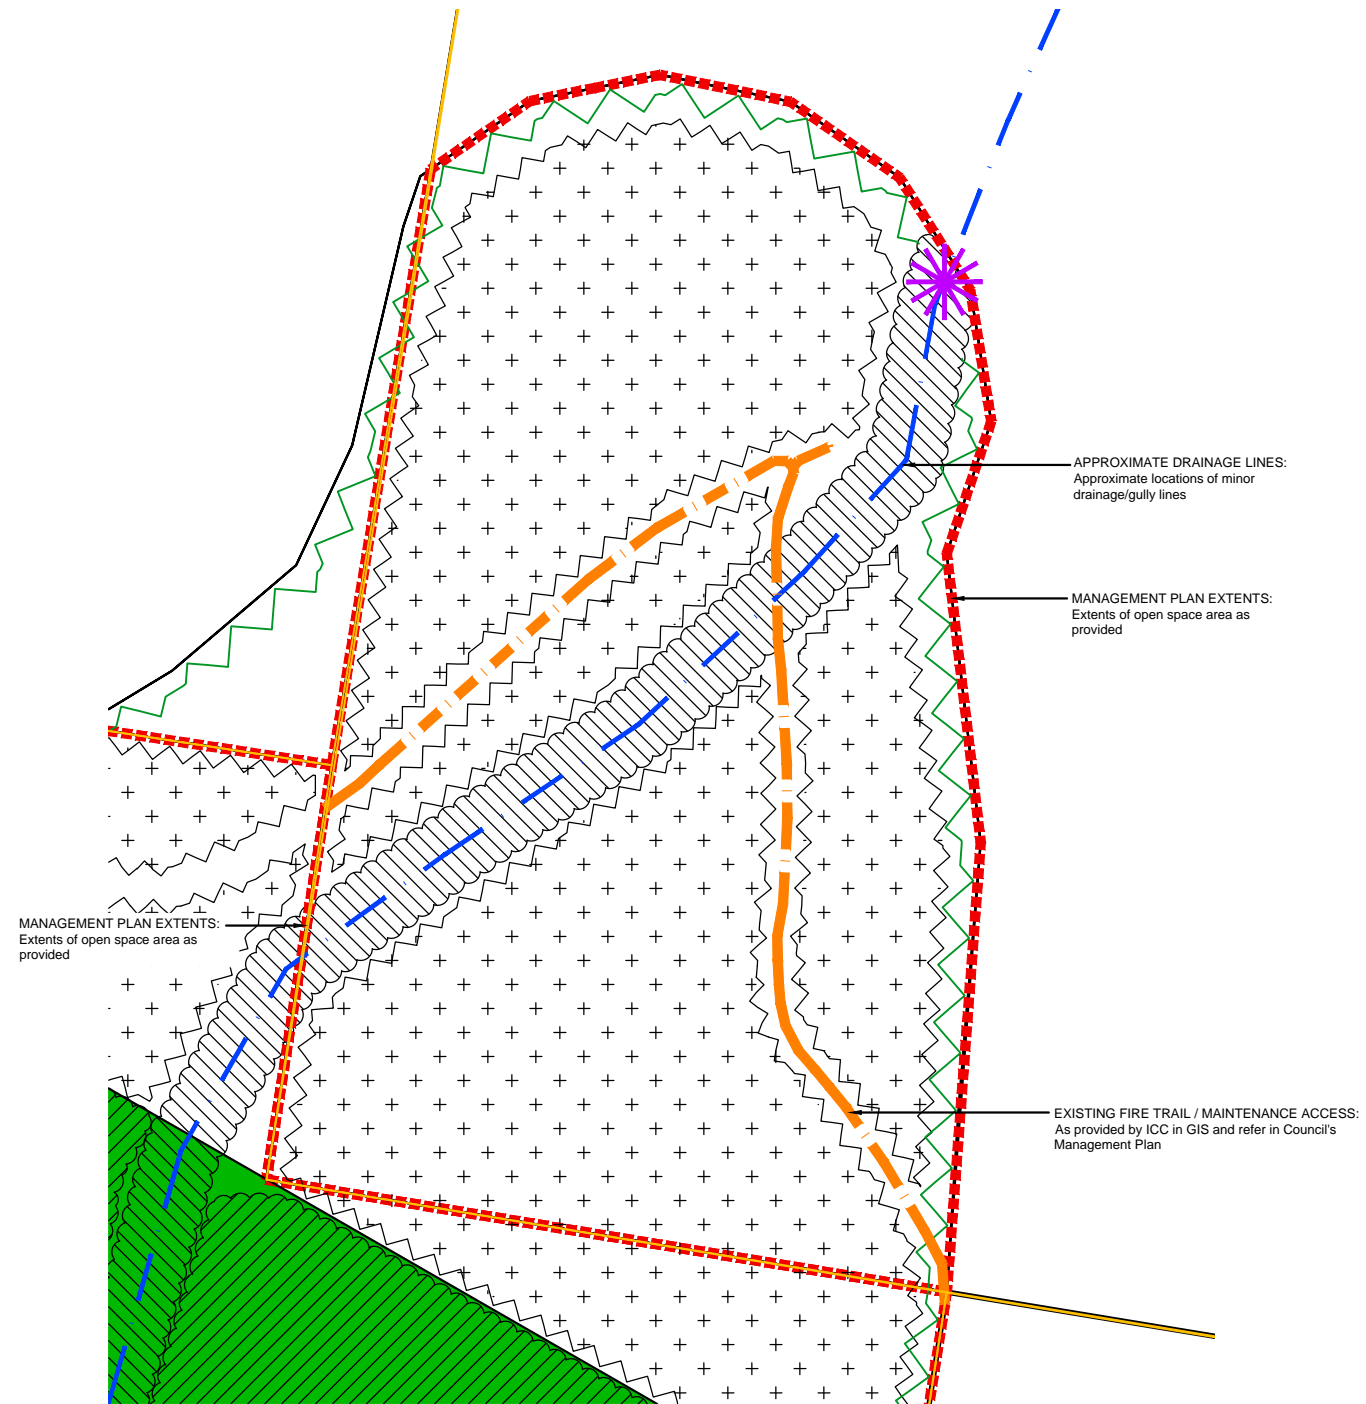 APPROXIMATE DRAINAGE LINES:
Approximate locations of minor
drainage/gully lines
MANAGEMENT PLAN EXTENTS:
Extents of open space area as
provided
MANAGEMENT PLAN EXTENTS:
Extents of open space area as
provided
EXISTING FIRE TRAIL / MAINTENANCE ACCESS:
As provided by ICC in GIS and refer in Council's
Management Plan